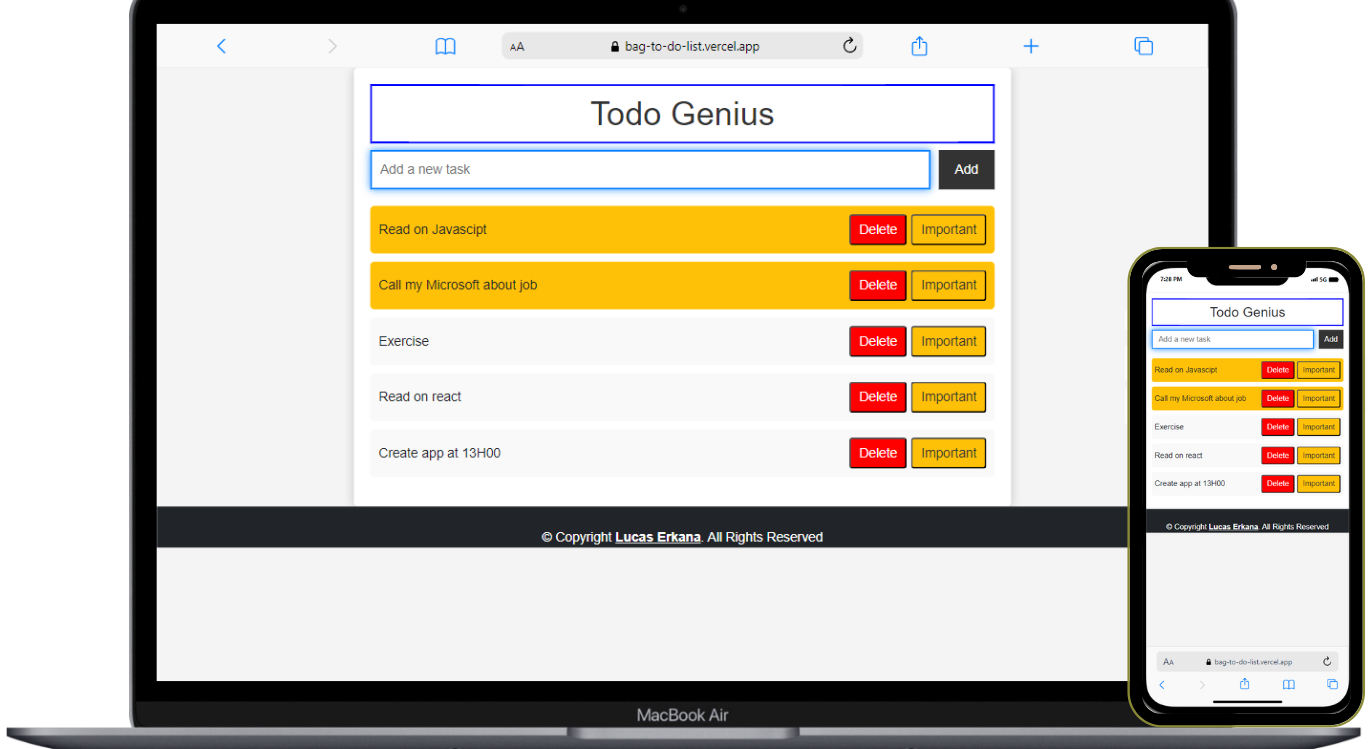 AA bag-to-do-list.vercel.app
Todo Genius
Add a new task Add
Read on Javascipt Delete Important
Call my Microsoft about job Delete Important
Exercise Delete Important
Read on react Delete Important
Create app at 13H00 Delete Important
© Copyright Lucas Erkana. All Rights Reserved
MacBook Air
7:28 PM 5G
Todo Genius
Add a new task Add
Read on Javascipt Delete Important
Call my Microsoft about job Delete Important
Exercise Delete Important
Read on react Delete Important
Create app at 13H00 Delete Important
© Copyright Lucas Erkana. All Rights Reserved
AA bag-to-do-list.vercel.app